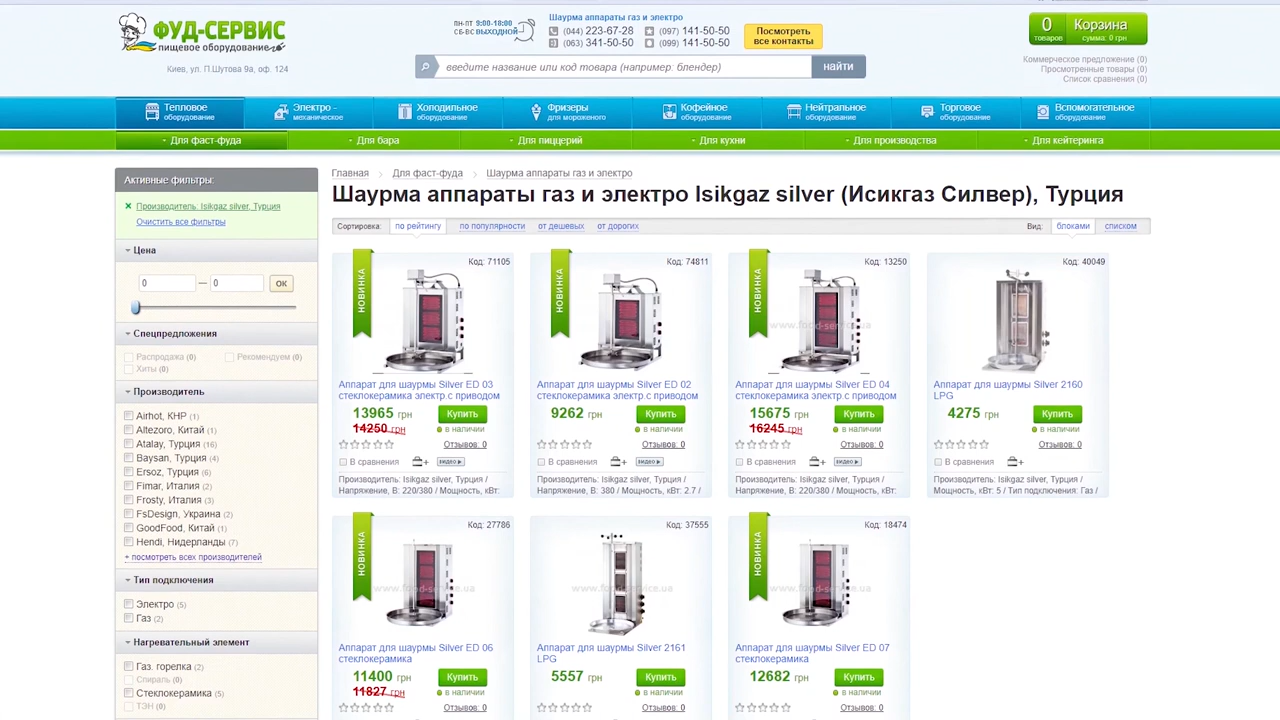 ФУД-СЕРВИС
пищевое оборудование
Киев, ул. П.Шутова 9а, оф. 124
ПН-ПТ 9:00-18:00
СБ-ВС ВЫХОДНОЙ
Шаурма аппараты газ и электро
(044) 223-67-28 (097) 141-50-50
(063) 341-50-50 (099) 141-50-50
Посмотреть
все контакты
0 товаров
Корзина
сумма: 0 грн
введите название или код товара (например: блендер)
найти
Коммерческое предложение (0)
Просмотренные товары (0)
Список сравнения (0)
Тепловое оборудование
Электро - механическое
Холодильное оборудование
Фризеры для мороженого
Кофейное оборудование
Нейтральное оборудование
Торговое оборудование
Вспомогательное оборудование
Для фаст-фуда
Для бара
Для пиццерий
Для кухни
Для производства
Для кейтеринга
Активные фильтры:
Производитель: Isikgaz silver, Турция
Очистить все фильтры
Цена
0 — 0 ОК
Спецпредложения
Распродажа (0) Рекомендуем (0)
Хиты (0)
Производитель
Airhot, КНР (1)
Altezoro, Китай (1)
Atalay, Турция (16)
Baysan, Турция (4)
Ersoz, Турция (6)
Fimar, Италия (2)
Frosty, Италия (3)
FsDesign, Украина (2)
GoodFood, Китай (1)
Hendi, Нидерланды (7)
+ посмотреть всех производителей
Тип подключения
Электро (5)
Газ (2)
Нагревательный элемент
Газ. горелка (2)
Спираль (0)
Стеклокерамика (5)
ТЭН (0)
Главная Для фаст-фуда Шаурма аппараты газ и электро
Шаурма аппараты газ и электро Isikgaz silver (Исикгаз Силвер), Турция
Сортировка: по рейтингу по популярности от дешевых от дорогих Вид: блоками списком
НОВИНКА
Код: 71105
Аппарат для шаурмы Silver ED 03
стеклокерамика электр.с приводом
13965 грн Купить
14250 грн в наличии
Отзывов: 0
В сравнения видео
Производитель: Isikgaz silver, Турция /
Напряжение, В: 220/380 / Мощность, кВт:
НОВИНКА
Код: 74811
Аппарат для шаурмы Silver ED 02
стеклокерамика электр.с приводом
9262 грн Купить
в наличии
Отзывов: 0
В сравнения видео
Производитель: Isikgaz silver, Турция /
Напряжение, В: 380 / Мощность, кВт: 2.7 /
НОВИНКА
Код: 13250
www.food-service.ua
Аппарат для шаурмы Silver ED 04
стеклокерамика электр.с приводом
15675 грн Купить
16245 грн в наличии
Отзывов: 0
В сравнения видео
Производитель: Isikgaz silver, Турция /
Напряжение, В: 220/380 / Мощность, кВт:
Код: 40049
Аппарат для шаурмы Silver 2160
LPG
4275 грн Купить
в наличии
Отзывов: 0
В сравнения
Производитель: Isikgaz silver, Турция /
Мощность, кВт: 5 / Тип подключения: Газ /
НОВИНКА
Код: 27786
www.food-service.ua
Аппарат для шаурмы Silver ED 06
стеклокерамика
11400 грн Купить
11827 грн в наличии
Отзывов: 0
Код: 37555
www.food-service.ua
Аппарат для шаурмы Silver 2161
LPG
5557 грн Купить
в наличии
Отзывов: 0
НОВИНКА
Код: 18474
www.food-service.ua
Аппарат для шаурмы Silver ED 07
стеклокерамика
12682 грн Купить
в наличии
Отзывов: 0